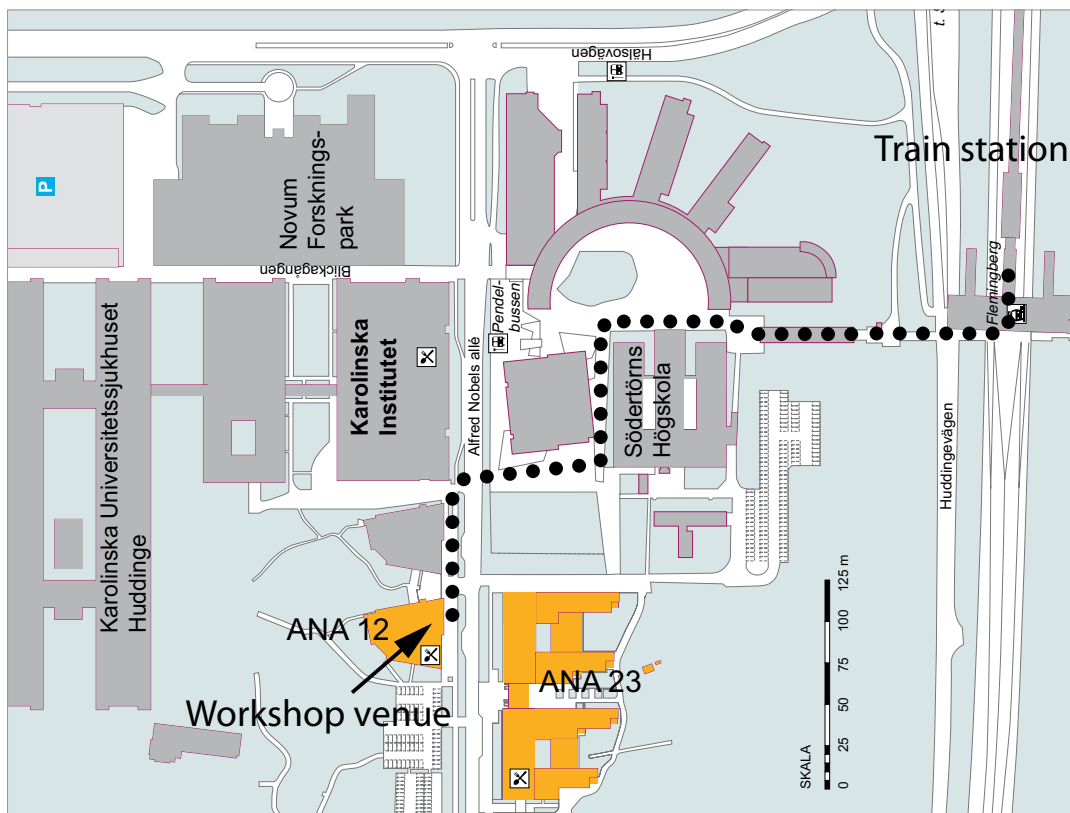 Hälsovägen
t. S
Train station
P
Novum
Forsknings-
park
Blickagången
Karolinska Universitetssjukhuset
Huddinge
Karolinska
Institutet
Pendel-
bussen
Alfred Nobels allé
Södertörns
Högskola
Flemingberg
Huddingevägen
ANA 12
ANA 23
Workshop venue
SKALA
0
25
50
75
100
125 m